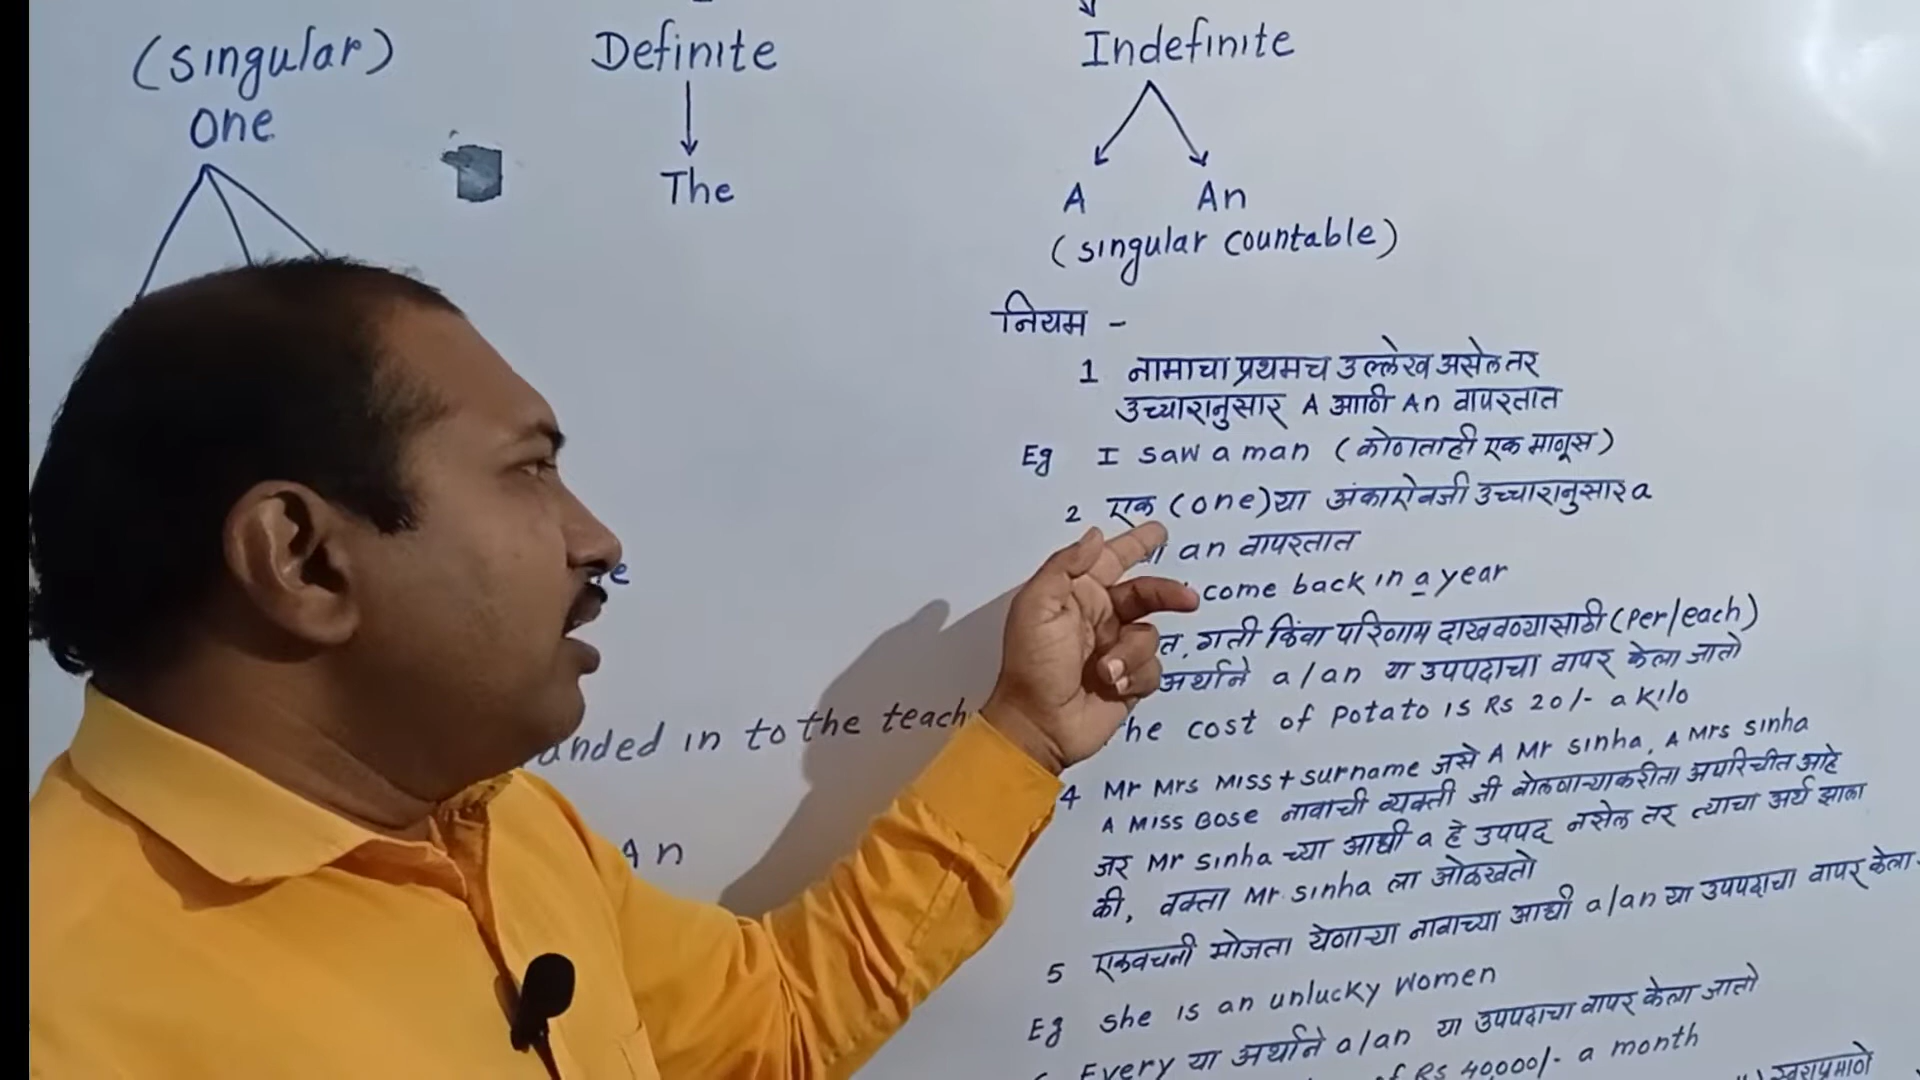 (singular)
one
Definite
The
Indefinite
A An
(singular countable)
नियम -
1 नामाचा प्रथमच उल्लेख असेल तर
उच्चारानुसार A आणि An वापरतात
Eg I saw a man (कोणताही एक माणूस)
2 एक (one) या अंकाऐवजी उच्चारानुसार a
an वापरतात
come back in a year
गती किंवा परिणाम दाखवण्यासाठी (Per/each)
अर्थाने a/an या उपपदाचा वापर केला जातो
The cost of Potato is Rs 20/- a kilo
4 Mr Mrs Miss + surname जसे A Mr sinha, A Mrs sinha
A Miss Bose नावाची व्यक्ती जी बोलणाऱ्याकरीता अपरिचीत आहे
जर Mr sinha च्या आधी a हे उपपद नसेल तर त्याचा अर्थ झाला
की, वक्ता Mr. sinha ला ओळखतो
5 एकवचनी मोजता येणाऱ्या नावाच्या आधी a/an या उपपदाचा वापर केला
Eg she is an unlucky women
Every या अर्थाने a/an या उपपदाचा वापर केला जातो
of Rs 40,000/- a month
in to the teach
An